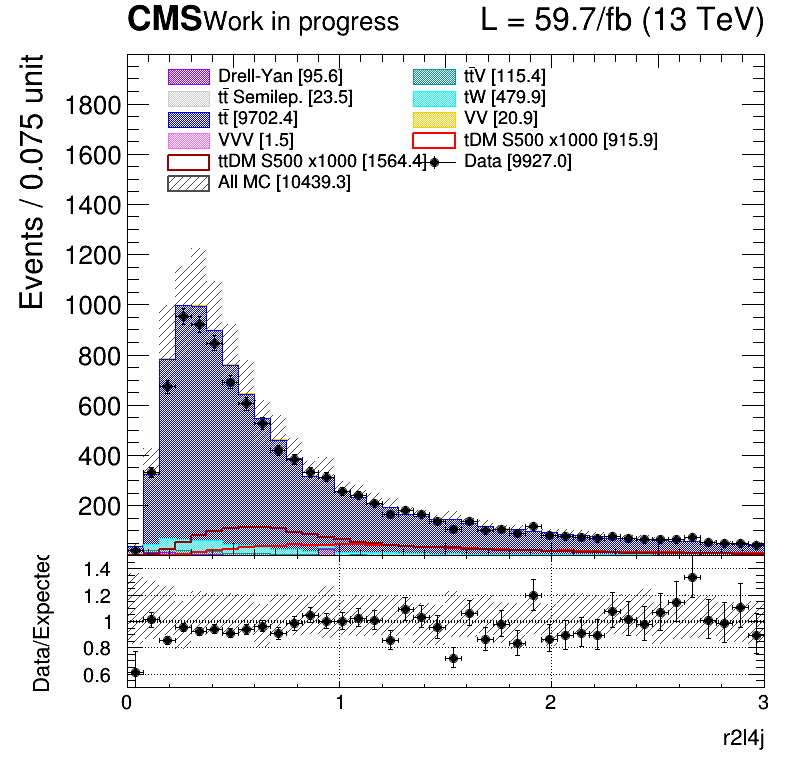 CMS Work in progress L = 59.7/fb (13 TeV)
Events / 0.075 unit
Drell-Yan [95.6] tt̄V [115.4]
tt̄ Semilep. [23.5] tW [479.9]
tt̄ [9702.4] VV [20.9]
VVV [1.5] tDM S500 x1000 [915.9]
ttDM S500 x1000 [1564.4] Data [9927.0]
All MC [10439.3]
1800
1600
1400
1200
1000
800
600
400
200
Data/Expected
1.4
1.2
1
0.8
0.6
0 1 2 3
r2l4j